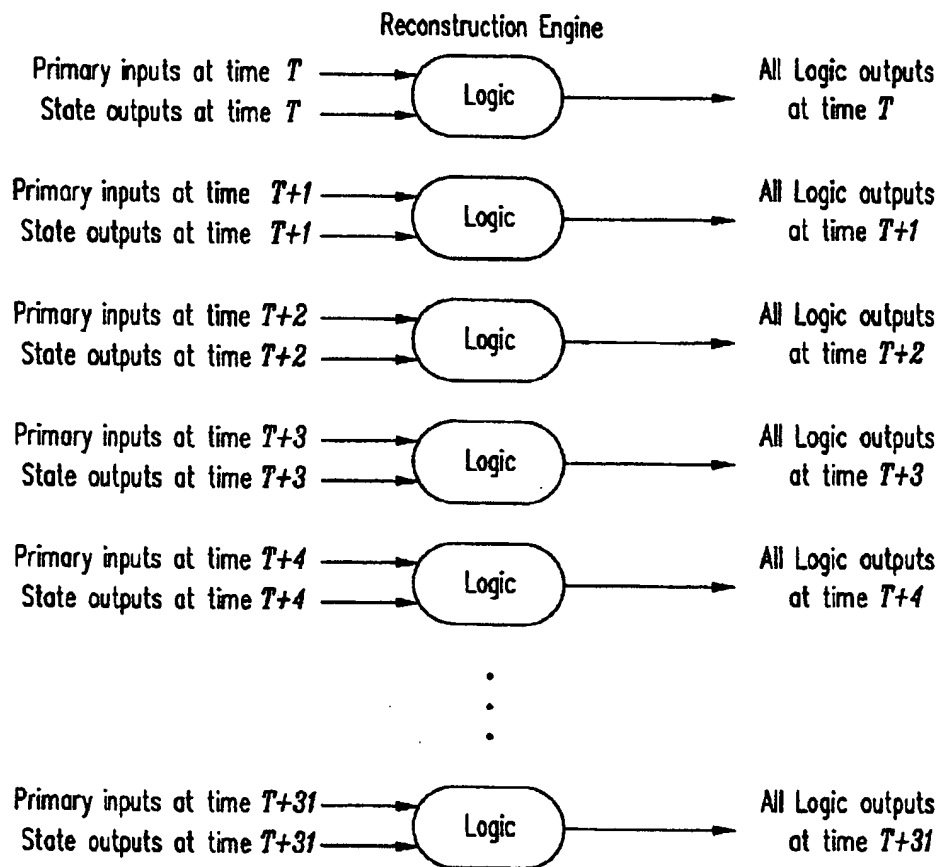 Reconstruction Engine
Primary inputs at time T
State outputs at time T
Logic
All Logic outputs
at time T
Primary inputs at time T+1
State outputs at time T+1
Logic
All Logic outputs
at time T+1
Primary inputs at time T+2
State outputs at time T+2
Logic
All Logic outputs
at time T+2
Primary inputs at time T+3
State outputs at time T+3
Logic
All Logic outputs
at time T+3
Primary inputs at time T+4
State outputs at time T+4
Logic
All Logic outputs
at time T+4
Primary inputs at time T+31
State outputs at time T+31
Logic
All Logic outputs
at time T+31